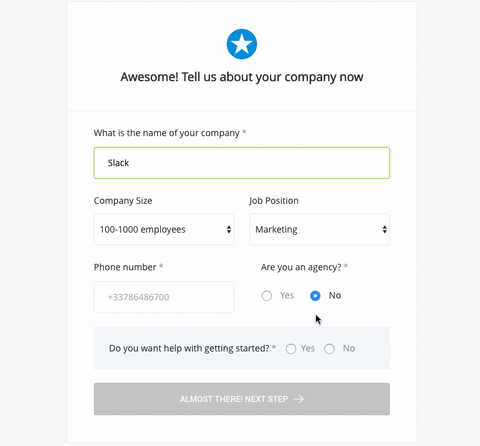 Awesome! Tell us about your company now
What is the name of your company *
Slack
Company Size Job Position
100-1000 employees Marketing
Phone number * Are you an agency? *
+33786486700 Yes No
Do you want help with getting started? * Yes No
ALMOST THERE! NEXT STEP →